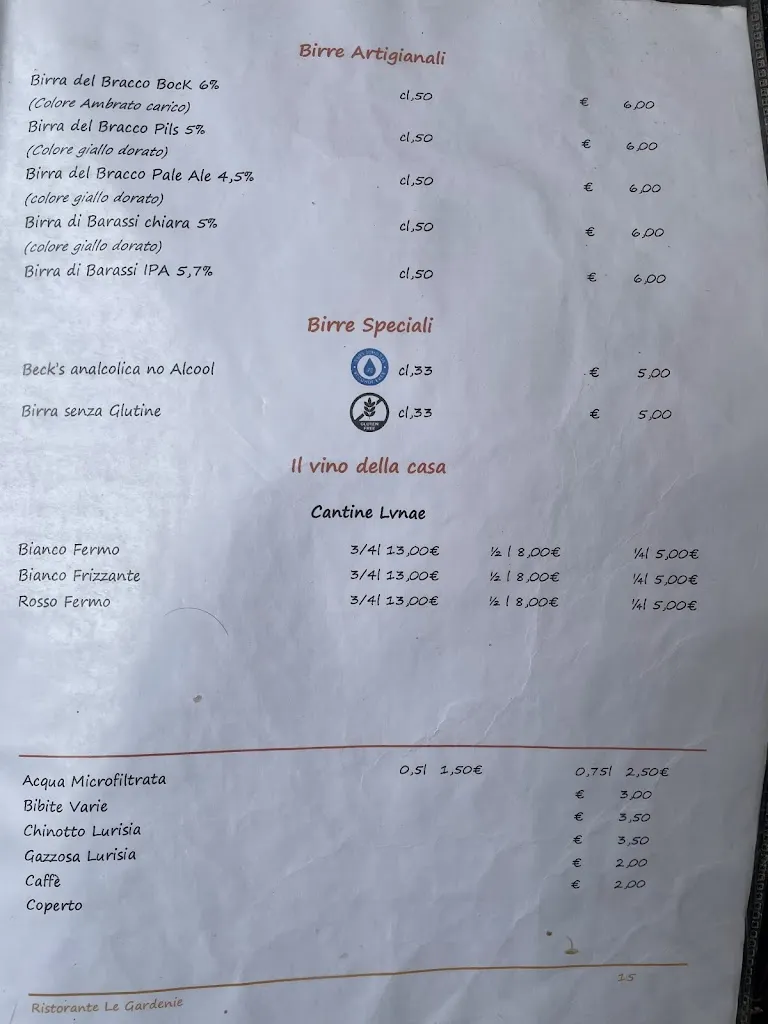 Birre Artigianali
Birra del Bracco Bock 6% cl,50 € 6,00
(Colore Ambrato carico)
Birra del Bracco Pils 5% cl,50 € 6,00
(Colore giallo dorato)
Birra del Bracco Pale Ale 4,5% cl,50 € 6,00
(colore giallo dorato)
Birra di Barassi chiara 5% cl,50 € 6,00
(colore giallo dorato)
Birra di Barassi IPA 5,7% cl,50 € 6,00
Birre Speciali
Beck's analcolica no Alcool cl,33 € 5,00
Birra senza Glutine GLUTEN FREE cl,33 € 5,00
Il vino della casa
Cantine Lvnae
Bianco Fermo 3/4l 13,00€ ½ l 8,00€ ¼l 5,00€
Bianco Frizzante 3/4l 13,00€ ½ l 8,00€ ¼l 5,00€
Rosso Fermo 3/4l 13,00€ ½ l 8,00€ ¼l 5,00€
Acqua Microfiltrata 0,5l 1,50€ 0,75l 2,50€
Bibite Varie € 3,00
Chinotto Lurisia € 3,50
Gazzosa Lurisia € 3,50
Caffè € 2,00
Coperto € 2,00
15
Ristorante Le Gardenie